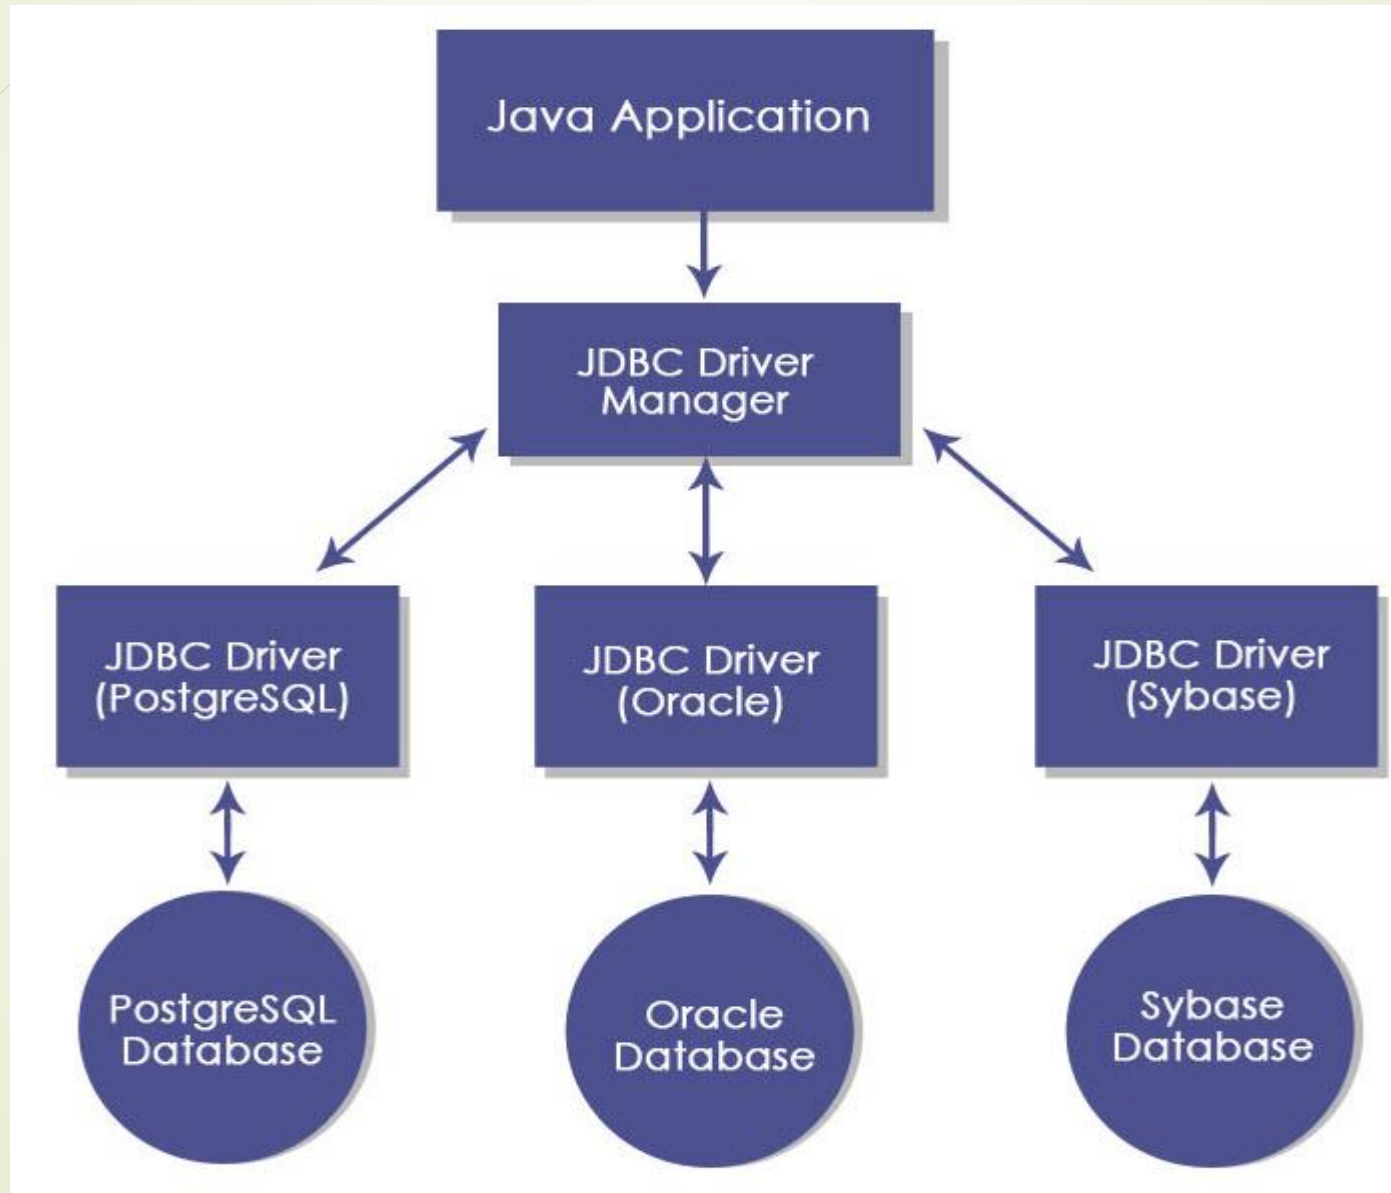 Java Application
JDBC Driver
Manager
JDBC Driver
(PostgreSQL)
JDBC Driver
(Oracle)
JDBC Driver
(Sybase)
PostgreSQL
Database
Oracle
Database
Sybase
Database